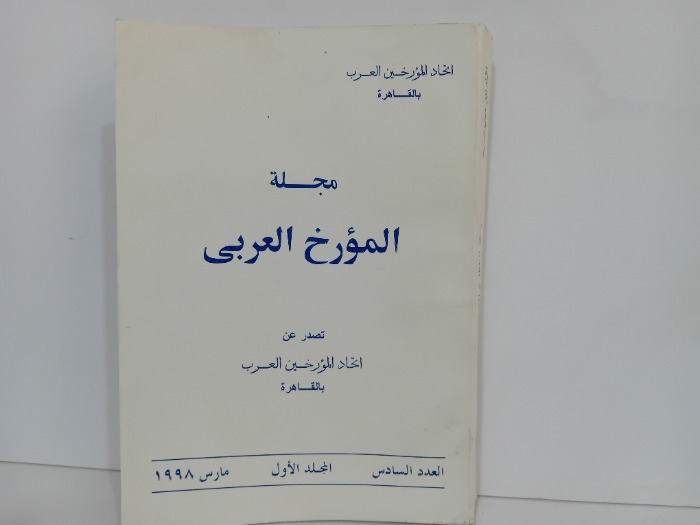 اتحاد المؤرخين العرب
بالقاهرة
مجلة
المؤرخ العربى
تصدر عن
اتحاد المؤرخين العرب
بالقاهرة
العدد السادس المجلد الأول مارس ١٩٩٨